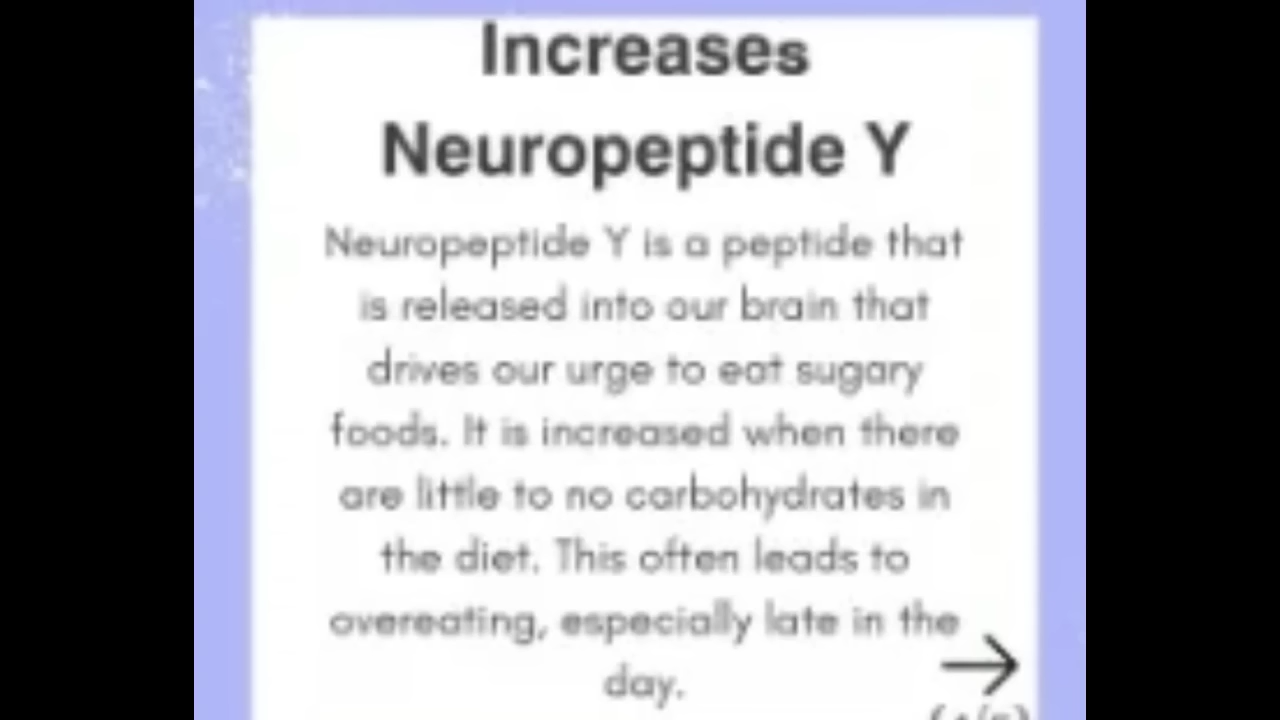 Increases
Neuropeptide Y
Neuropeptide Y is a peptide that
is released into our brain that
drives our urge to eat sugary
foods. It is increased when there
are little to no carbohydrates in
the diet. This often leads to
overeating, especially late in the
day.